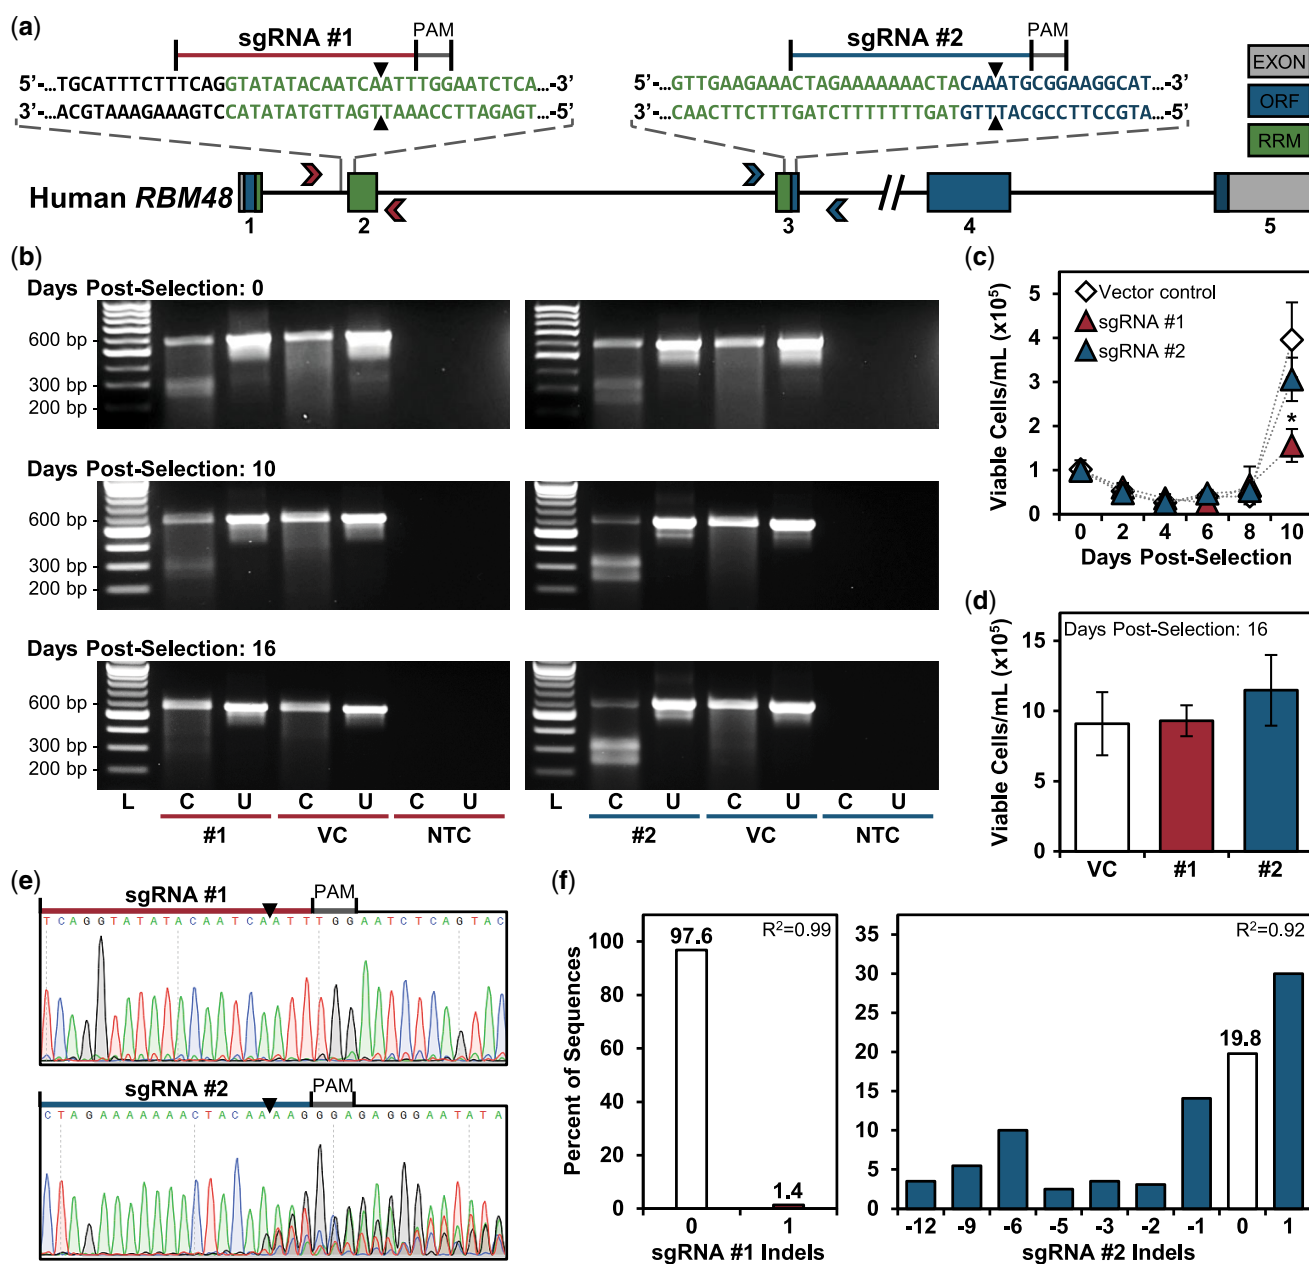 (a)
sgRNA #1
PAM
5'-...TGCATTTCTTTCAGGTATATACAATCAATTTGGAATCTCA...-3'
3'-...ACGTAAAGAAAGTCCATATATGTTAGTTAAACCTTAGAGT...-5'
sgRNA #2
PAM
5'-...GTTGAAGAAACTAGAAAAAAACTACAAATGCGGAAGGCAT...-3'
3'-...CAACTTCTTTGATCTTTTTTTGATGTTTACGCCTTCCGTA...-5'
EXON
ORF
RRM
Human RBM48
1
2
3
4
5
(b)
Days Post-Selection: 0
600 bp
300 bp
200 bp
Days Post-Selection: 10
600 bp
300 bp
200 bp
Days Post-Selection: 16
600 bp
300 bp
200 bp
L C U C U C U
#1 VC NTC
L C U C U C U
#2 VC NTC
(c)
Viable Cells/mL (x10⁵)
5
4
3
2
1
0
Vector control
sgRNA #1
sgRNA #2
*
0 2 4 6 8 10
Days Post-Selection
(d)
Viable Cells/mL (x10⁵)
Days Post-Selection: 16
15
10
5
0
VC #1 #2
(e)
sgRNA #1
PAM
TCAGGTATATACAATCAATTTGGAATCTCAGTAC
sgRNA #2
PAM
CTAGAAAAAAACTACAAAAGGGAGAGGGAATATA
(f)
Percent of Sequences
100
80
60
40
20
0
97.6
1.4
R²=0.99
0 1
sgRNA #1 Indels
35
30
25
20
15
10
5
0
R²=0.92
19.8
-12 -9 -6 -5 -3 -2 -1 0 1
sgRNA #2 Indels